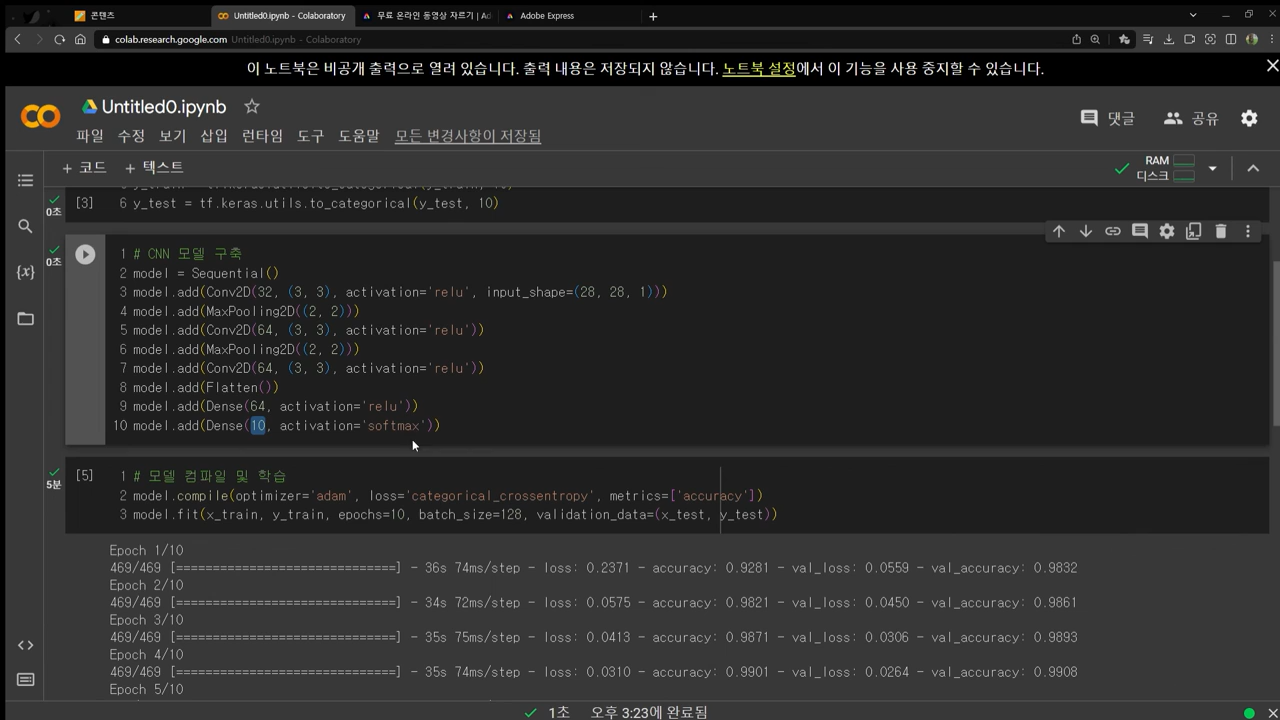 콘텐츠
Untitled0.ipynb - Colaboratory
무료 온라인 동영상 자르기 | Ad
Adobe Express
colab.research.google.com Untitled0.ipynb - Colaboratory
이 노트북은 비공개 출력으로 열려 있습니다. 출력 내용은 저장되지 않습니다. 노트북 설정에서 이 기능을 사용 중지할 수 있습니다.
Untitled0.ipynb
댓글
공유
파일 수정 보기 삽입 런타임 도구 도움말 모든 변경사항이 저장됨
+ 코드 + 텍스트
RAM
디스크
[3]
0초
6 y_test = tf.keras.utils.to_categorical(y_test, 10)
0초
1 # CNN 모델 구축
2 model = Sequential()
3 model.add(Conv2D(32, (3, 3), activation='relu', input_shape=(28, 28, 1)))
4 model.add(MaxPooling2D((2, 2)))
5 model.add(Conv2D(64, (3, 3), activation='relu'))
6 model.add(MaxPooling2D((2, 2)))
7 model.add(Conv2D(64, (3, 3), activation='relu'))
8 model.add(Flatten())
9 model.add(Dense(64, activation='relu'))
10 model.add(Dense(10, activation='softmax'))
[5]
5분
1 # 모델 컴파일 및 학습
2 model.compile(optimizer='adam', loss='categorical_crossentropy', metrics=['accuracy'])
3 model.fit(x_train, y_train, epochs=10, batch_size=128, validation_data=(x_test, y_test))
Epoch 1/10
469/469 [==============================] - 36s 74ms/step - loss: 0.2371 - accuracy: 0.9281 - val_loss: 0.0559 - val_accuracy: 0.9832
Epoch 2/10
469/469 [==============================] - 34s 72ms/step - loss: 0.0575 - accuracy: 0.9821 - val_loss: 0.0450 - val_accuracy: 0.9861
Epoch 3/10
469/469 [==============================] - 35s 75ms/step - loss: 0.0413 - accuracy: 0.9871 - val_loss: 0.0306 - val_accuracy: 0.9893
Epoch 4/10
469/469 [==============================] - 35s 74ms/step - loss: 0.0310 - accuracy: 0.9901 - val_loss: 0.0264 - val_accuracy: 0.9908
Epoch 5/10
1초 오후 3:23에 완료됨